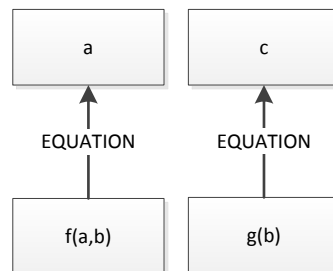 a
c
EQUATION
EQUATION
f(a,b)
g(b)